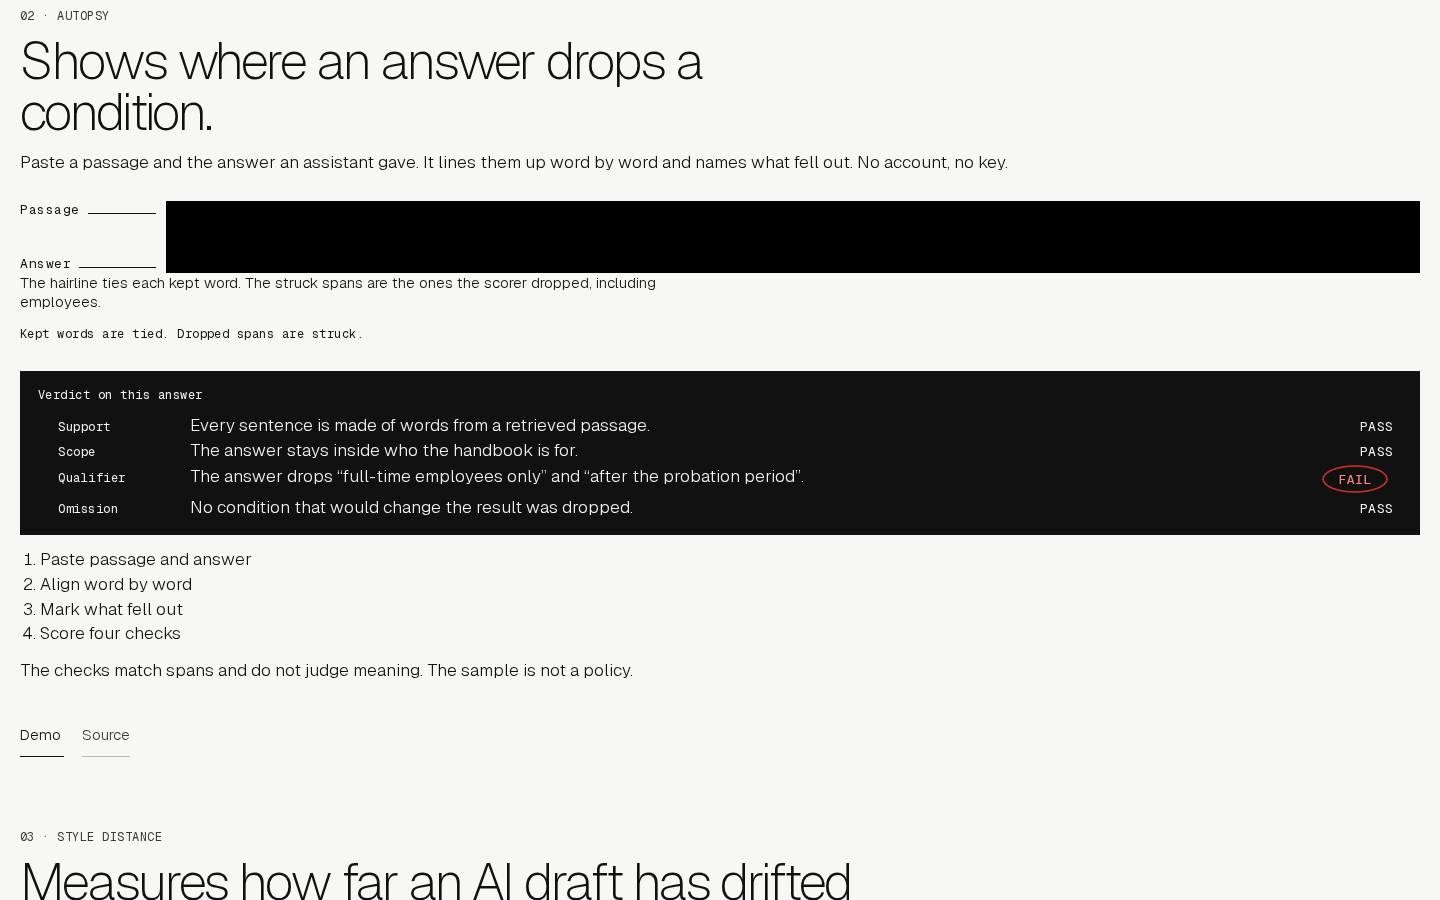 02 · AUTOPSY
Shows where an answer drops a
condition.
Paste a passage and the answer an assistant gave. It lines them up word by word and names what fell out. No account, no key.
Passage
Answer
The hairline ties each kept word. The struck spans are the ones the scorer dropped, including
employees.
Kept words are tied. Dropped spans are struck.
Verdict on this answer
Support Every sentence is made of words from a retrieved passage. PASS
Scope The answer stays inside who the handbook is for. PASS
Qualifier The answer drops “full-time employees only” and “after the probation period”. FAIL
Omission No condition that would change the result was dropped. PASS
1. Paste passage and answer
2. Align word by word
3. Mark what fell out
4. Score four checks
The checks match spans and do not judge meaning. The sample is not a policy.
Demo Source
03 · STYLE DISTANCE
Measures how far an AI draft has drifted